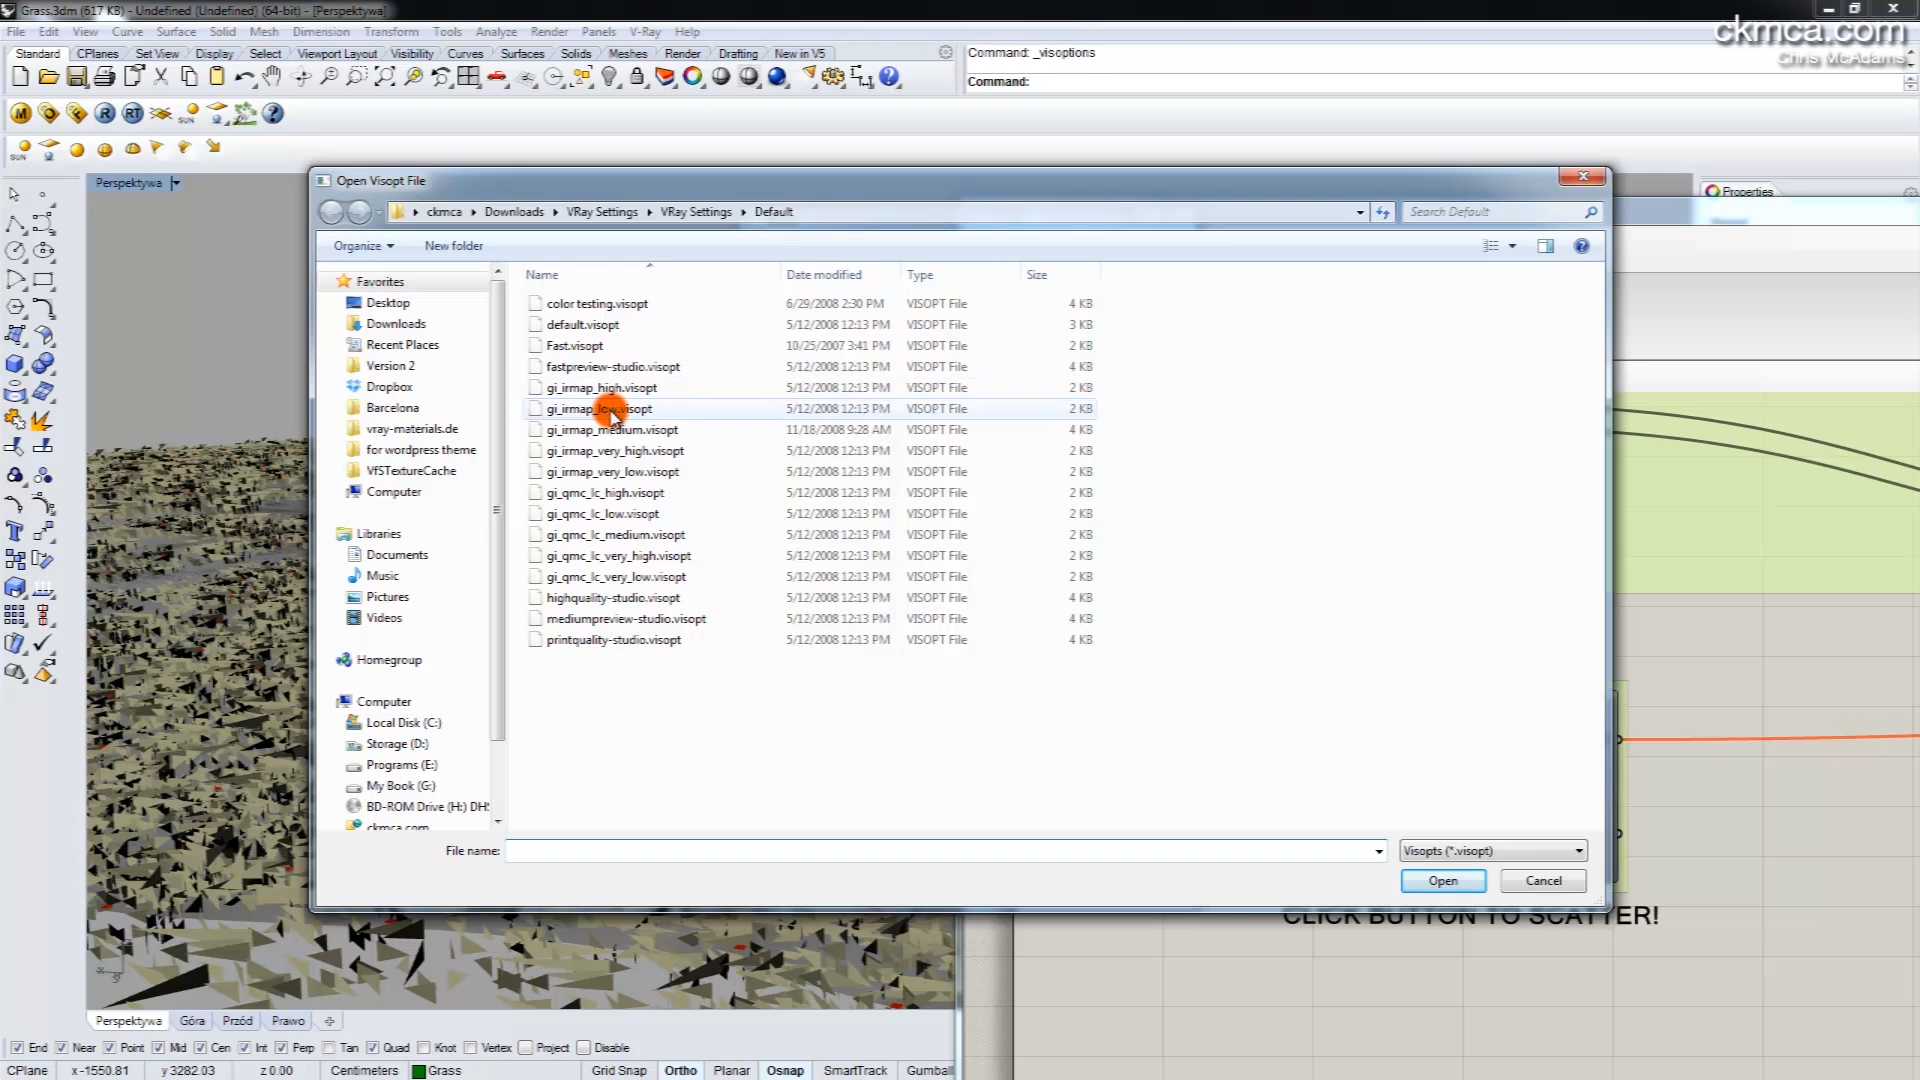 Grass.3dm (617 KB) - Undefined (Undefined) (64-bit) - [Perspektywa]
ckmca.com
Chris McAdams
File Edit View Curve Surface Solid Mesh Dimension Transform Tools Analyze Render Panels V-Ray Help
Standard CPlanes Set View Display Select Viewport Layout Visibility Curves Surfaces Solids Meshes Render Drafting New in V5
Command: _visoptions
Command:
M R RT SUN
SUN
Perspektywa
Properties
Open Visopt File
ckmca Downloads VRay Settings VRay Settings Default
Search Default
Organize New folder
Name Date modified Type Size
Favorites
Desktop
Downloads
Recent Places
Version 2
Dropbox
Barcelona
vray-materials.de
for wordpress theme
VfSTextureCache
Computer
Libraries
Documents
Music
Pictures
Videos
Homegroup
Computer
Local Disk (C:)
Storage (D:)
Programs (E:)
My Book (G:)
BD-ROM Drive (H:) DH
ckmca.com
color testing.visopt 6/29/2008 2:30 PM VISOPT File 4 KB
default.visopt 5/12/2008 12:13 PM VISOPT File 3 KB
Fast.visopt 10/25/2007 3:41 PM VISOPT File 2 KB
fastpreview-studio.visopt 5/12/2008 12:13 PM VISOPT File 4 KB
gi_irmap_high.visopt 5/12/2008 12:13 PM VISOPT File 2 KB
gi_irmap_low.visopt 5/12/2008 12:13 PM VISOPT File 2 KB
gi_irmap_medium.visopt 11/18/2008 9:28 AM VISOPT File 4 KB
gi_irmap_very_high.visopt 5/12/2008 12:13 PM VISOPT File 2 KB
gi_irmap_very_low.visopt 5/12/2008 12:13 PM VISOPT File 2 KB
gi_qmc_lc_high.visopt 5/12/2008 12:13 PM VISOPT File 2 KB
gi_qmc_lc_low.visopt 5/12/2008 12:13 PM VISOPT File 2 KB
gi_qmc_lc_medium.visopt 5/12/2008 12:13 PM VISOPT File 2 KB
gi_qmc_lc_very_high.visopt 5/12/2008 12:13 PM VISOPT File 2 KB
gi_qmc_lc_very_low.visopt 5/12/2008 12:13 PM VISOPT File 2 KB
highquality-studio.visopt 5/12/2008 12:13 PM VISOPT File 4 KB
mediumpreview-studio.visopt 5/12/2008 12:13 PM VISOPT File 4 KB
printquality-studio.visopt 5/12/2008 12:13 PM VISOPT File 4 KB
File name: Visopts (*.visopt)
Open Cancel
CLICK BUTTON TO SCATTER!
Perspektywa Góra Przód Prawo
End Near Point Mid Cen Int Perp Tan Quad Knot Vertex Project Disable
CPlane x -1550.81 y 3282.03 z 0.00 Centimeters Grass Grid Snap Ortho Planar Osnap SmartTrack Gumball